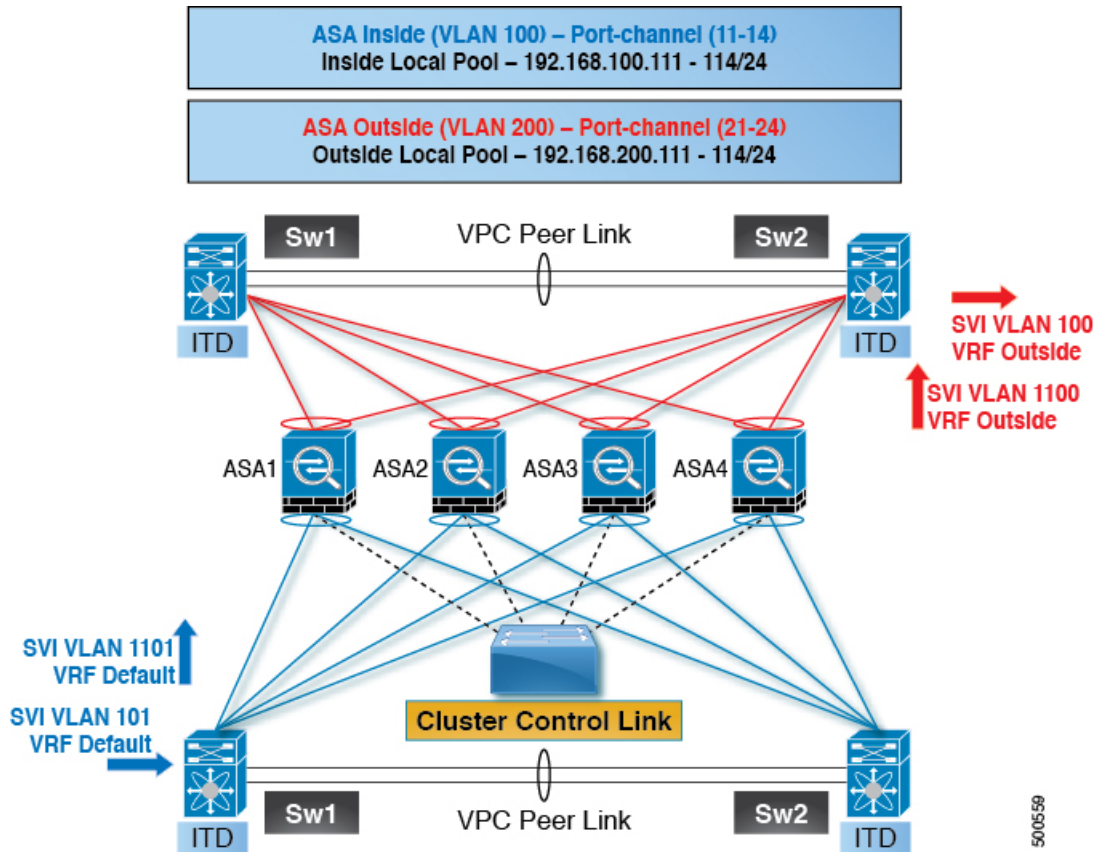 ASA Inside (VLAN 100) – Port-channel (11-14)
Inside Local Pool – 192.168.100.111 - 114/24
ASA Outside (VLAN 200) – Port-channel (21-24)
Outside Local Pool – 192.168.200.111 - 114/24
Sw1
VPC Peer Link
Sw2
ITD
ITD
SVI VLAN 100
VRF Outside
SVI VLAN 1100
VRF Outside
ASA1
ASA2
ASA3
ASA4
SVI VLAN 1101
VRF Default
SVI VLAN 101
VRF Default
Cluster Control Link
Sw1
VPC Peer Link
Sw2
ITD
ITD
500559